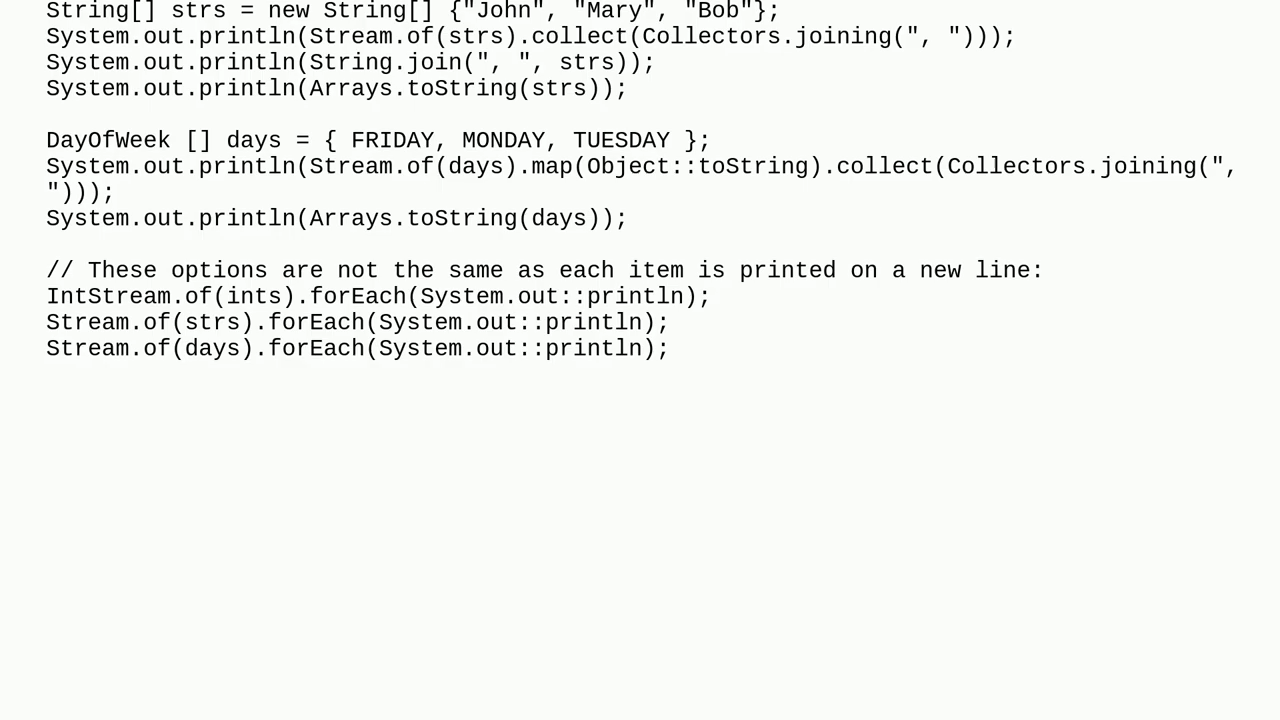 String[] strs = new String[] {"John", "Mary", "Bob"};
System.out.println(Stream.of(strs).collect(Collectors.joining(", ")));
System.out.println(String.join(", ", strs));
System.out.println(Arrays.toString(strs));
DayOfWeek [] days = { FRIDAY, MONDAY, TUESDAY };
System.out.println(Stream.of(days).map(Object::toString).collect(Collectors.joining(",
")));
System.out.println(Arrays.toString(days));
// These options are not the same as each item is printed on a new line:
IntStream.of(ints).forEach(System.out::println);
Stream.of(strs).forEach(System.out::println);
Stream.of(days).forEach(System.out::println);